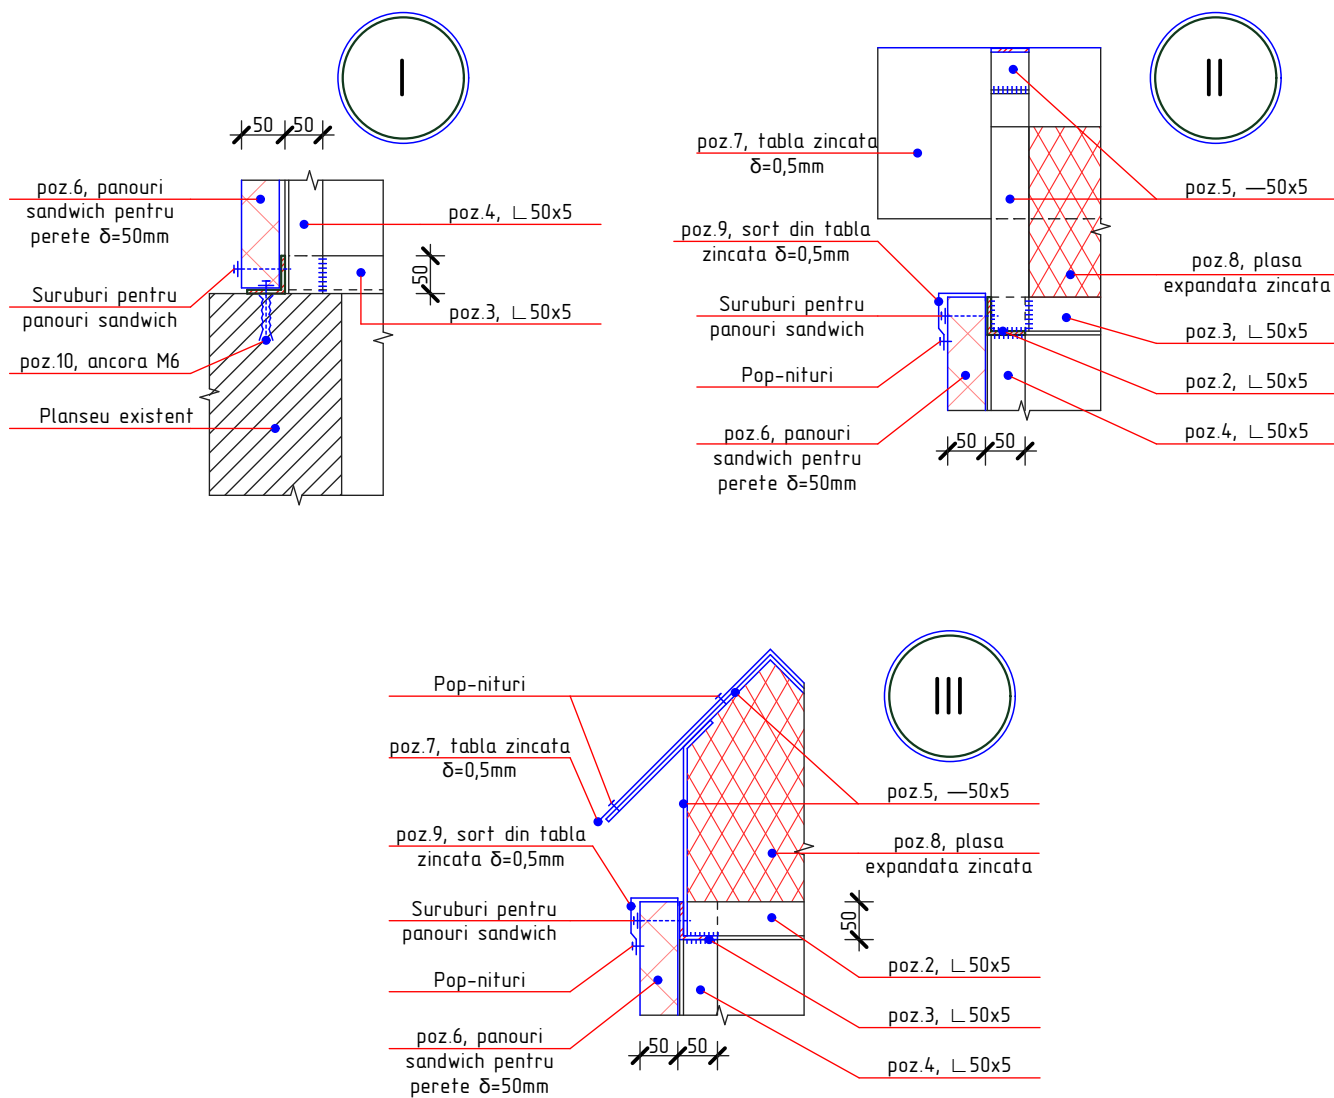 I
50 50
poz.6, panouri
sandwich pentru
perete δ=50mm
poz.4, ∟50x5
50
Suruburi pentru
panouri sandwich
poz.3, ∟50x5
poz.10, ancora M6
Planseu existent
II
poz.7, tabla zincata
δ=0,5mm
poz.5, —50x5
poz.9, sort din tabla
zincata δ=0,5mm
poz.8, plasa
expandata zincata
Suruburi pentru
panouri sandwich
poz.3, ∟50x5
Pop-nituri
poz.2, ∟50x5
poz.6, panouri
sandwich pentru
perete δ=50mm
poz.4, ∟50x5
50 50
III
Pop-nituri
poz.7, tabla zincata
δ=0,5mm
poz.5, —50x5
poz.9, sort din tabla
zincata δ=0,5mm
poz.8, plasa
expandata zincata
Suruburi pentru
panouri sandwich
50
Pop-nituri
poz.2, ∟50x5
poz.3, ∟50x5
poz.6, panouri
sandwich pentru
perete δ=50mm
50 50
poz.4, ∟50x5